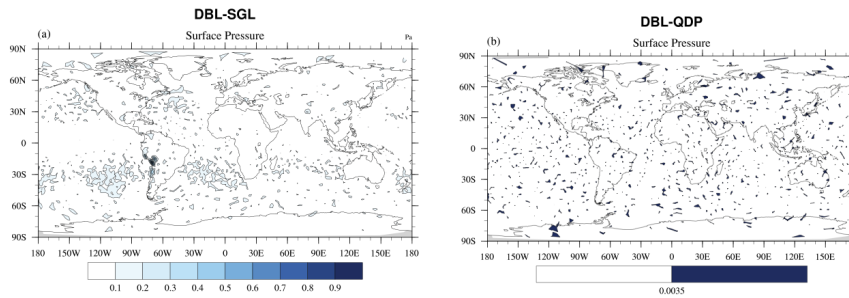 DBL-SGL
(a) Surface Pressure Pa
90N
60N
30N
0
30S
60S
90S
180 150W 120W 90W 60W 30W 0 30E 60E 90E 120E 150E 180
0.1 0.2 0.3 0.4 0.5 0.6 0.7 0.8 0.9
DBL-QDP
(b) Surface Pressure
90N
60N
30N
0
30S
60S
90S
180 150W 120W 90W 60W 30W 0 30E 60E 90E 120E 150E
0.0035